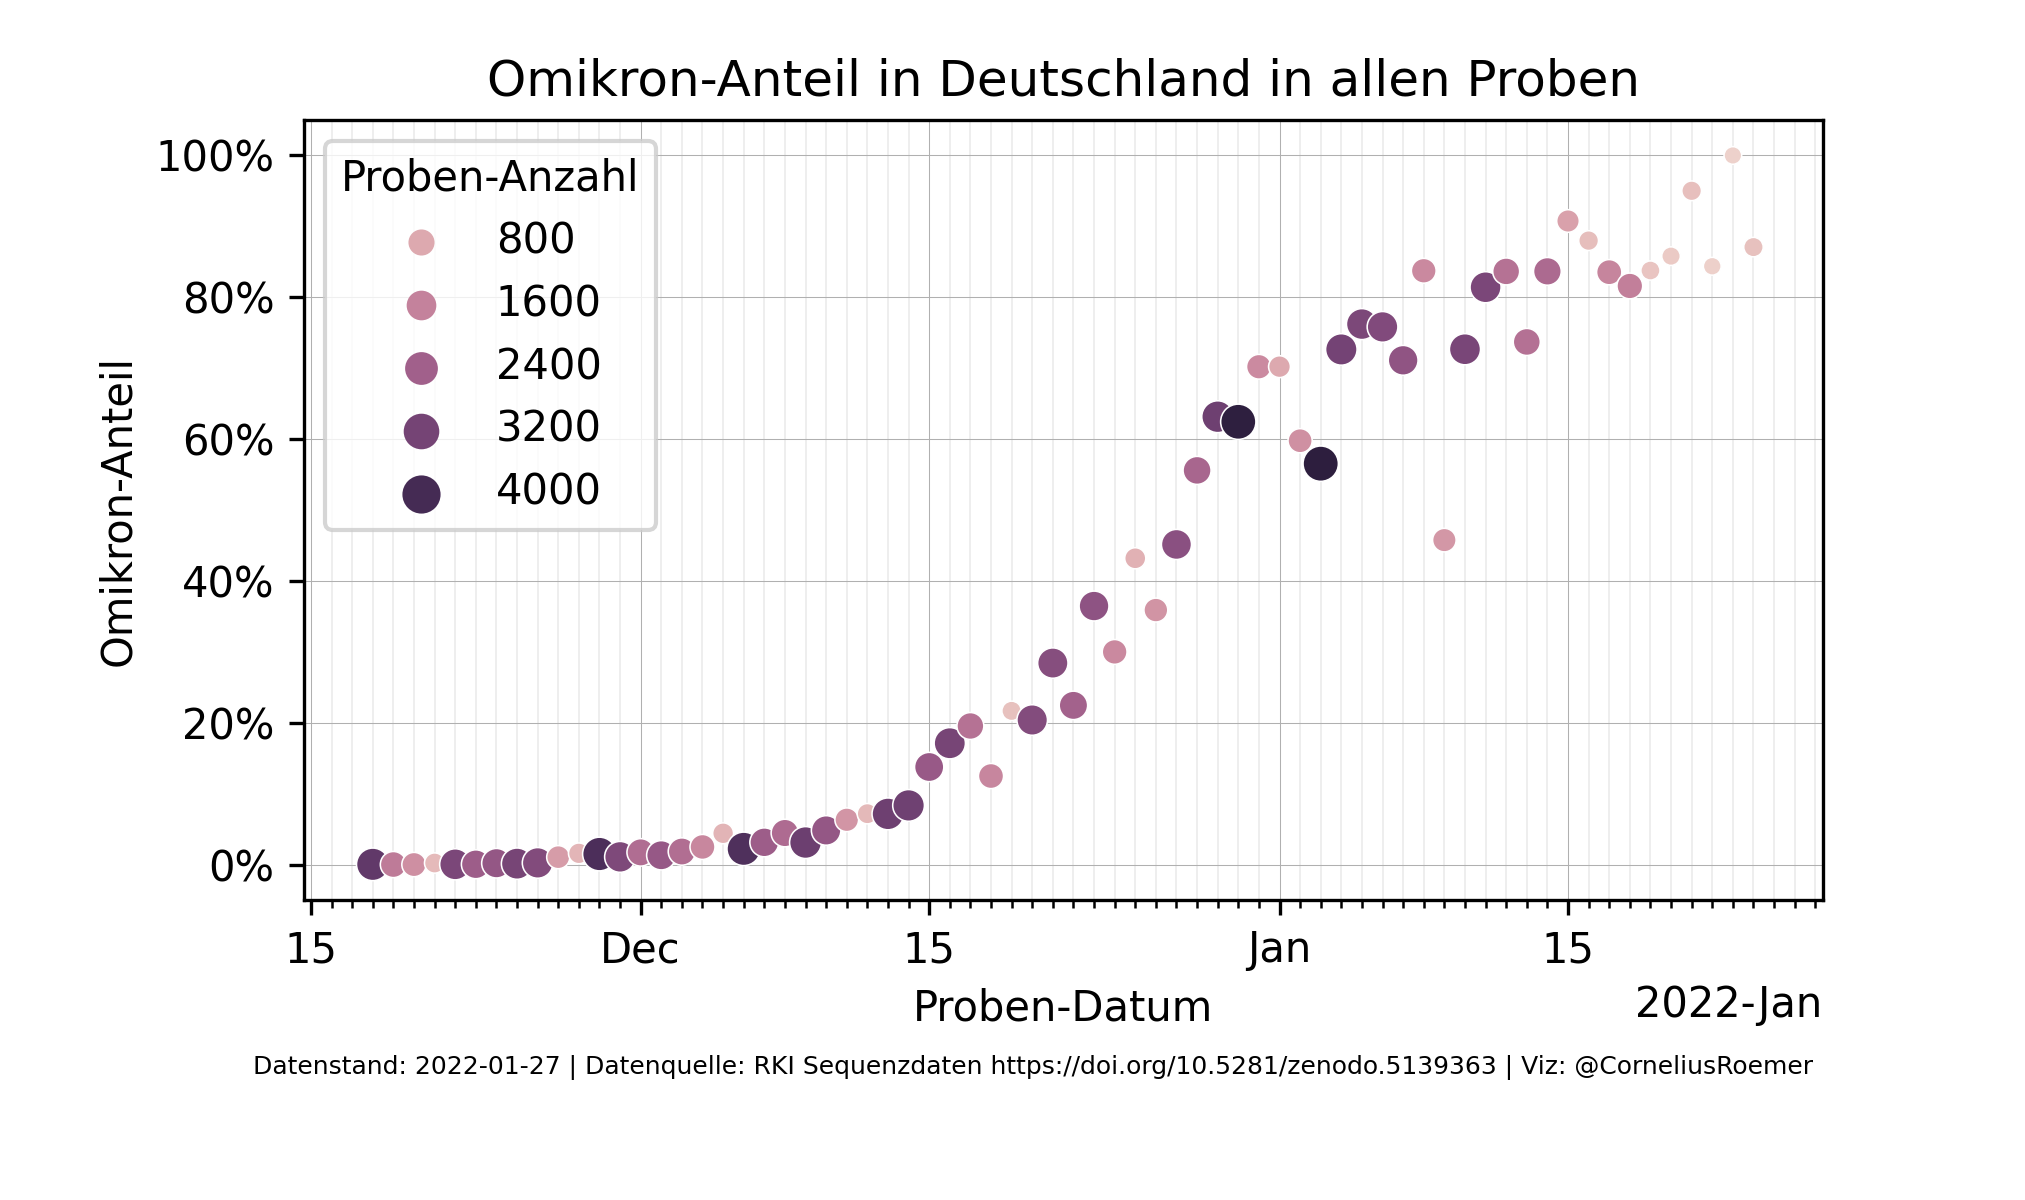 Omikron-Anteil in Deutschland in allen Proben
Omikron-Anteil
100%
80%
60%
40%
20%
0%
Proben-Anzahl
800
1600
2400
3200
4000
15 Dec 15 Jan 15
Proben-Datum
2022-Jan
Datenstand: 2022-01-27 | Datenquelle: RKI Sequenzdaten https://doi.org/10.5281/zenodo.5139363 | Viz: @CorneliusRoemer